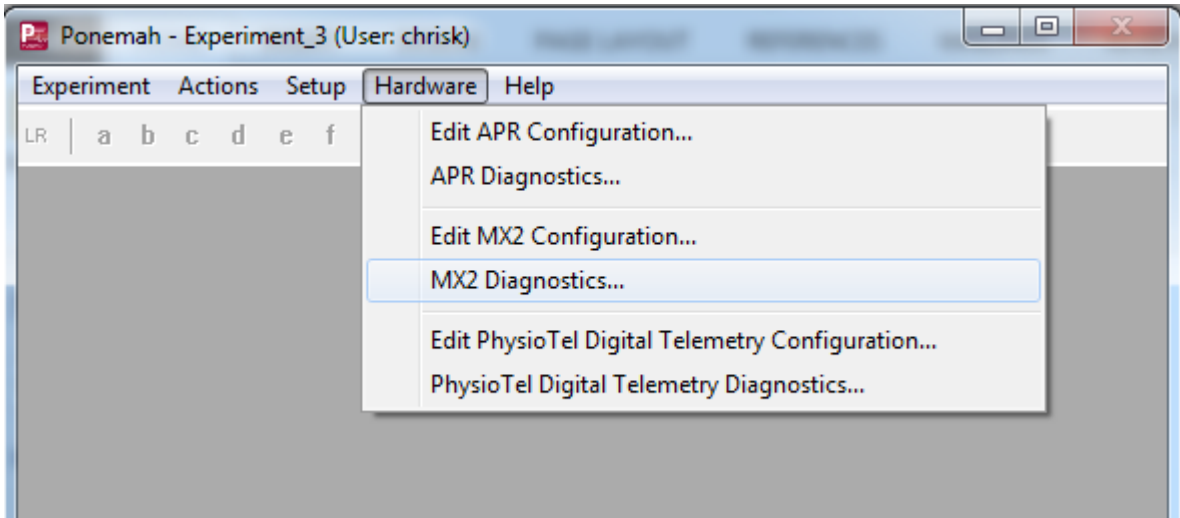 Ponemah - Experiment_3 (User: chrisk)
Experiment Actions Setup Hardware Help
LR a b c d e f
Edit APR Configuration...
APR Diagnostics...
Edit MX2 Configuration...
MX2 Diagnostics...
Edit PhysioTel Digital Telemetry Configuration...
PhysioTel Digital Telemetry Diagnostics...